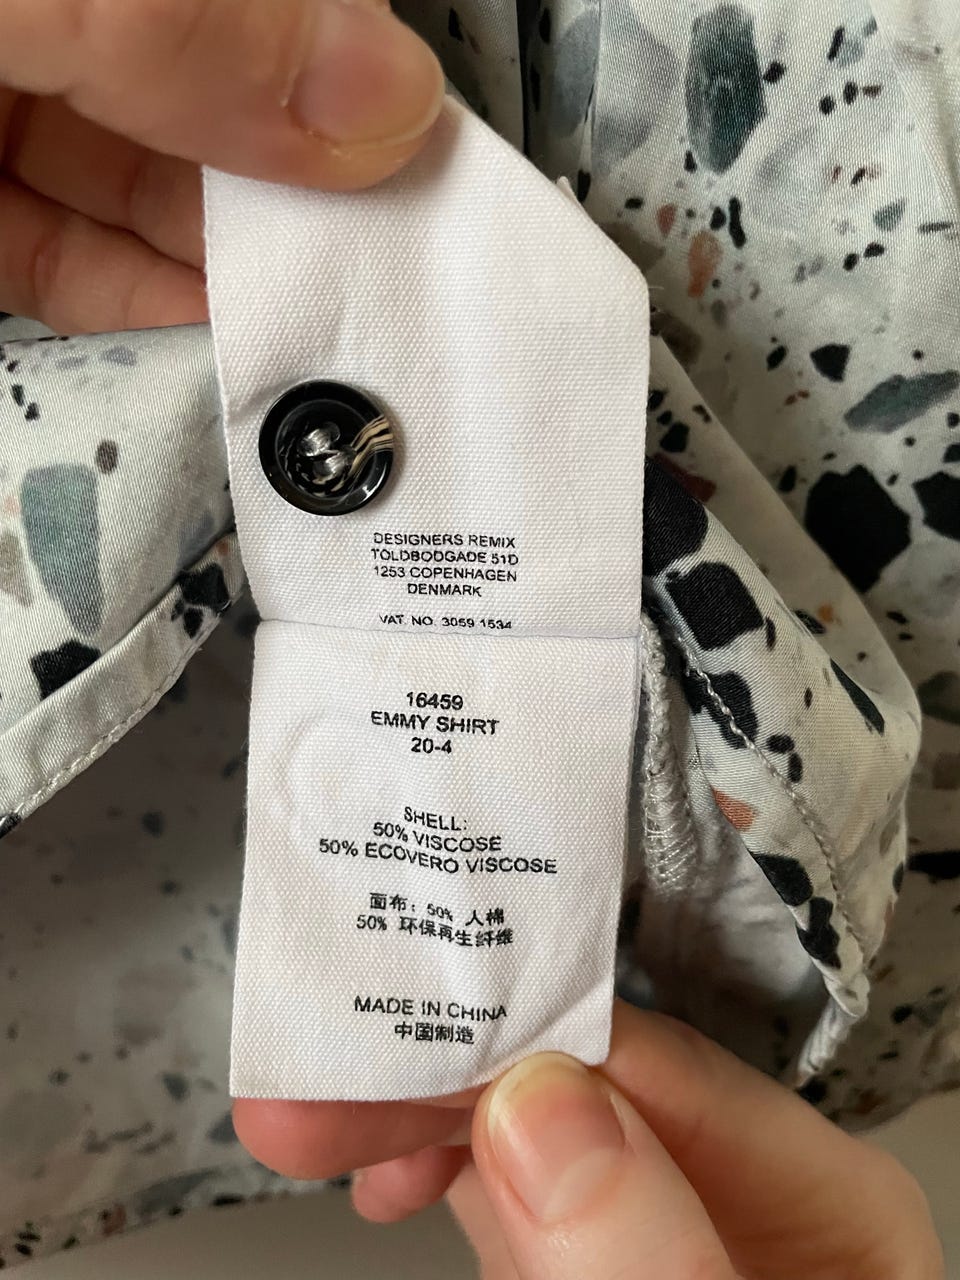 DESIGNERS REMIX
TOLDBODGADE 51D
1253 COPENHAGEN
DENMARK
VAT. NO. 3059 1534
16459
EMMY SHIRT
20-4
SHELL:
50% VISCOSE
50% ECOVERO VISCOSE
面布: 50% 人棉
50% 环保再生纤维
MADE IN CHINA
中国制造